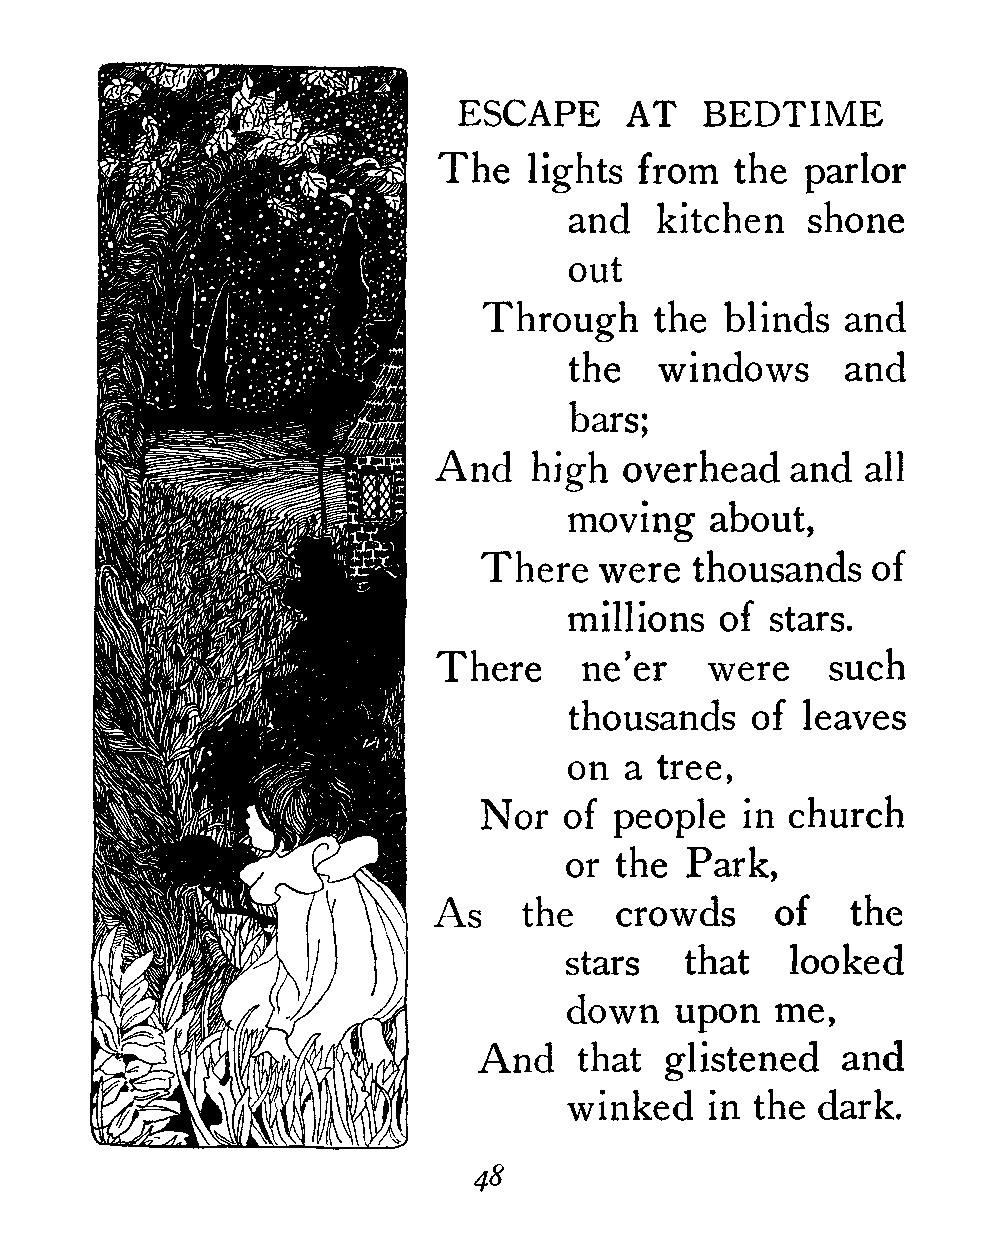 ESCAPE AT BEDTIME
The lights from the parlor
and kitchen shone
out
Through the blinds and
the windows and
bars;
And high overhead and all
moving about,
There were thousands of
millions of stars.
There ne'er were such
thousands of leaves
on a tree,
Nor of people in church
or the Park,
As the crowds of the
stars that looked
down upon me,
And that glistened and
winked in the dark.
48